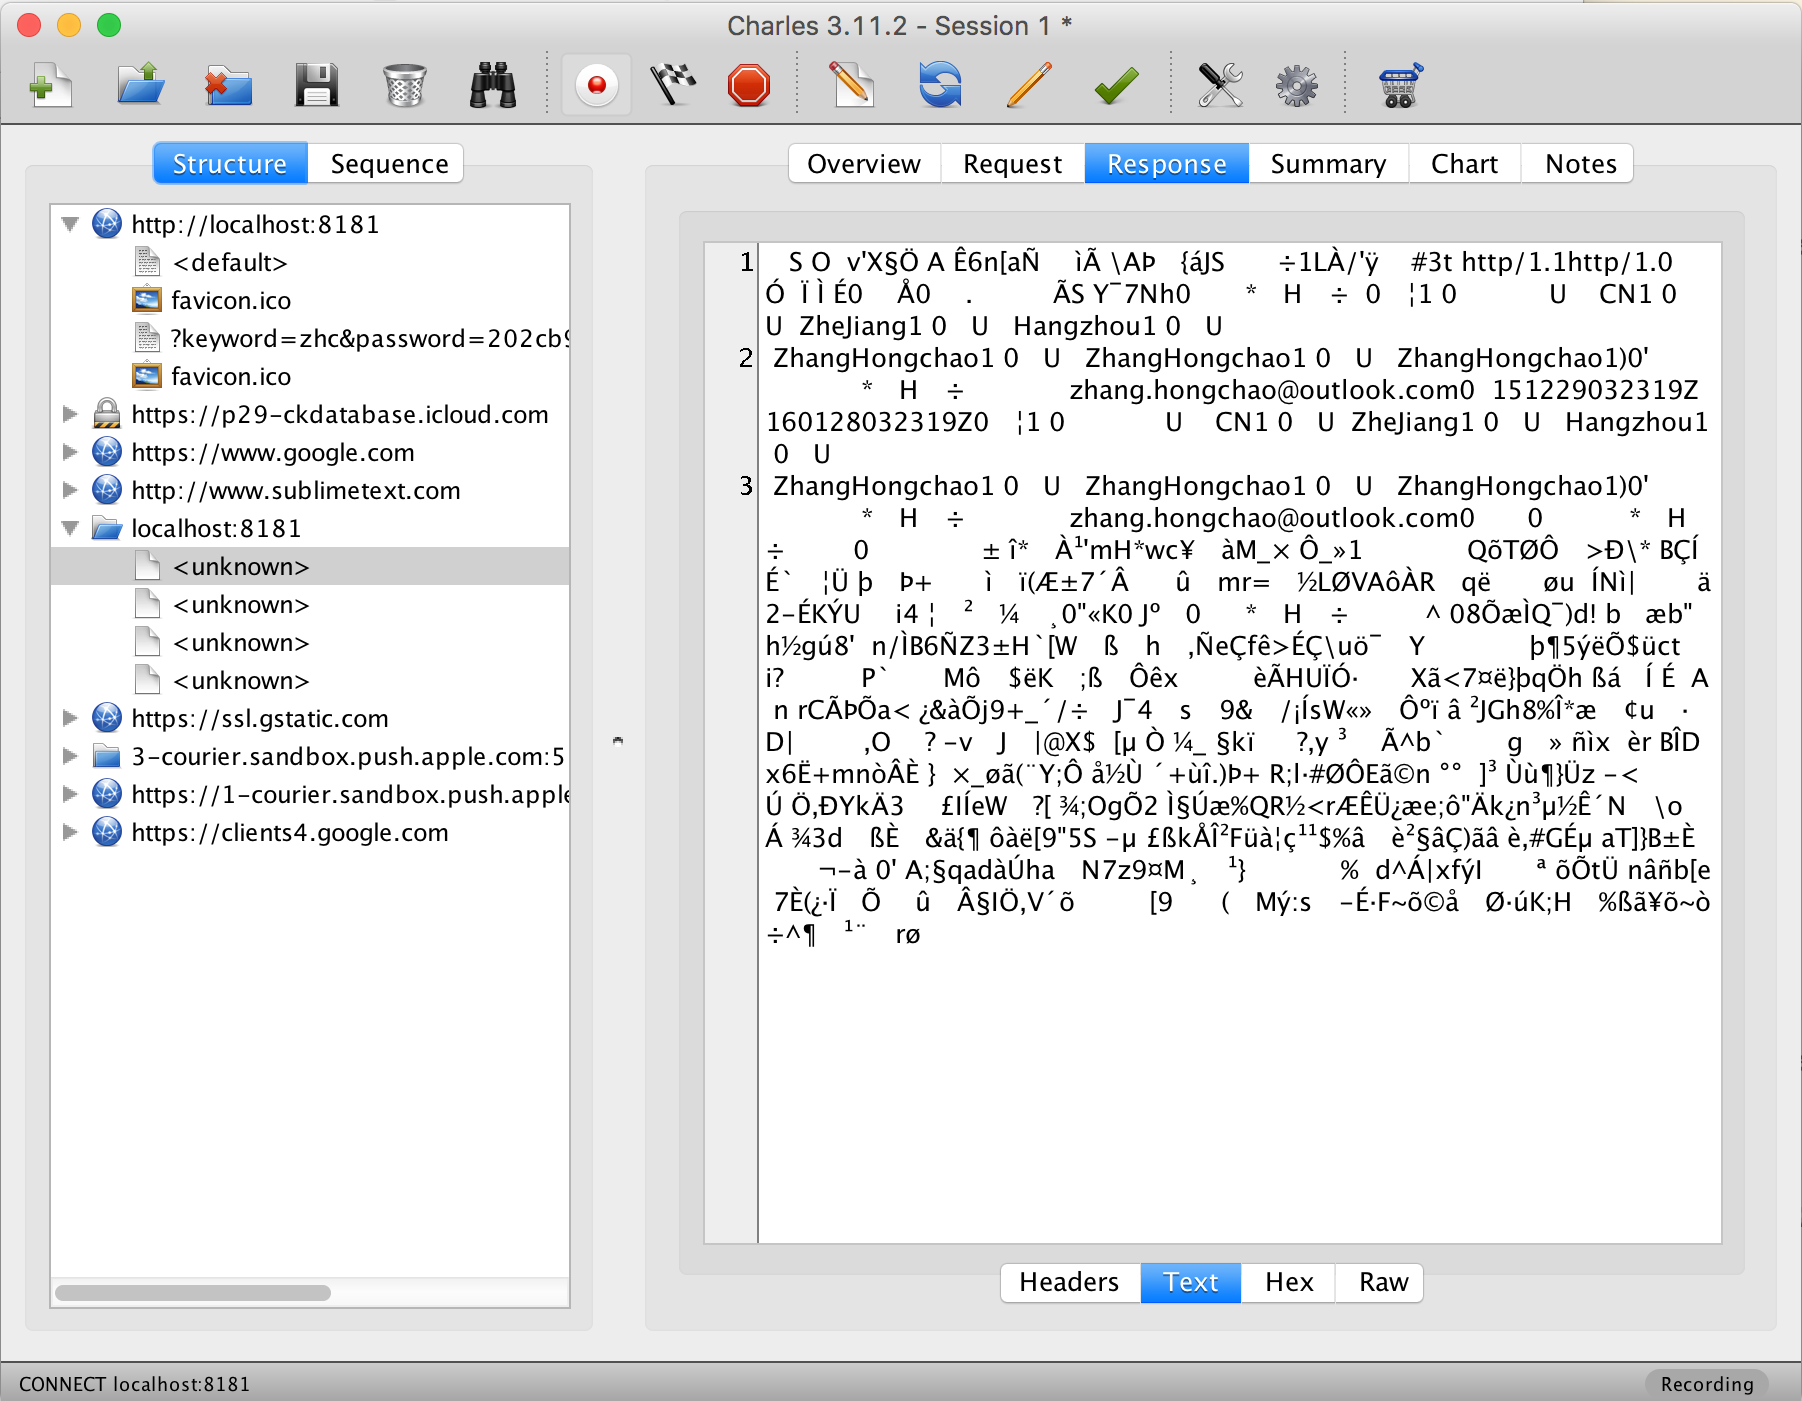 Charles 3.11.2 - Session 1 *
Structure
Sequence
Overview
Request
Response
Summary
Chart
Notes
http://localhost:8181
<default>
favicon.ico
?keyword=zhc&password=202cb9
favicon.ico
https://p29-ckdatabase.icloud.com
https://www.google.com
http://www.sublimetext.com
localhost:8181
<unknown>
<unknown>
<unknown>
<unknown>
https://ssl.gstatic.com
3-courier.sandbox.push.apple.com:5
https://1-courier.sandbox.push.apple
https://clients4.google.com
1 S O v'X§Ö A Ê6n[aÑ ìÃ \AÞ {áJS ÷1LÀ/'ÿ #3t http/1.1http/1.0
Ó Ï Ì É0 Å0 . ÃS Y¯7Nh0 * H ÷ 0 ¦1 0 U CN1 0
U ZheJiang1 0 U Hangzhou1 0 U
2 ZhangHongchao1 0 U ZhangHongchao1 0 U ZhangHongchao1)0'
* H ÷ zhang.hongchao@outlook.com0 151229032319Z
160128032319Z0 ¦1 0 U CN1 0 U ZheJiang1 0 U Hangzhou1
0 U
3 ZhangHongchao1 0 U ZhangHongchao1 0 U ZhangHongchao1)0'
* H ÷ zhang.hongchao@outlook.com0 0 * H
÷ 0 ± î* À¹'mH*wc¥ àM_× Ô_»1 QõTØÔ >Ð\* BÇÍ
É` ¦Ü þ Þ+ ì ï(Æ±7´Â û mr= ½LØVAôÀR që øu ÍNì| ä
2–ÉKÝU i4 ¦ ² ¼ ¸0"«K0 Jº 0 * H ÷ ^ 08ÕæÌQ¯)d! b æb"
h½gú8' n/ÌB6ÑZ3±H`[W ß h ,ÑeÇfê>ÉÇ\uö¯ Y þ¶5ýëÕ$üct
i? P` Mô $ëK ;ß Ôêx èÃHUÏÓ· Xã<7¤ë}þqÖh ßá Í É A
n rCÃÞÕa< ¿&àÕj9+_´/÷ J¯4 s 9& /¡ÍsW«» Ôºï â ²JGh8%Î*æ ¢u ·
D| ,O ? –v J |@X$ [µ Ò ¼_ §kï ?,y ³ Ã^b` g » ñìx èr BÎD
x6Ë+mnòÂÈ } ×_øã(¨Y;Ô å½Ù ´+ùî.)Þ+ R;l·#ØÔEã©n °° ]³ Ùù¶}Üz –<
Ú Ö,ÐYkÄ3 £IÍeW ?[ ¾;OgÕ2 Ì§Úæ%QR½<rÆÊÜ¿æe;ô"Äk¿n³µ½Ê´N \o
Á ¾3d ßÈ &ä{¶ ôàë[9"5S –µ £ßkÅÎ²Füà¦ç¹¹$%â è²§âÇ)ãâ è,#GÉµ aT]}B±È
¬–à 0' A;§qadàÚha N7z9¤M¸ ¹} % d^Á|xfýI ª õÕtÜ nâñb[e
7È(¿·Ï Õ û Â§IÖ,V´õ [9 ( Mý:s –É·F~õ©å Ø·úK;H %ßã¥õ~ò
÷^¶ ¹¨ rø
Headers
Text
Hex
Raw
CONNECT localhost:8181
Recording